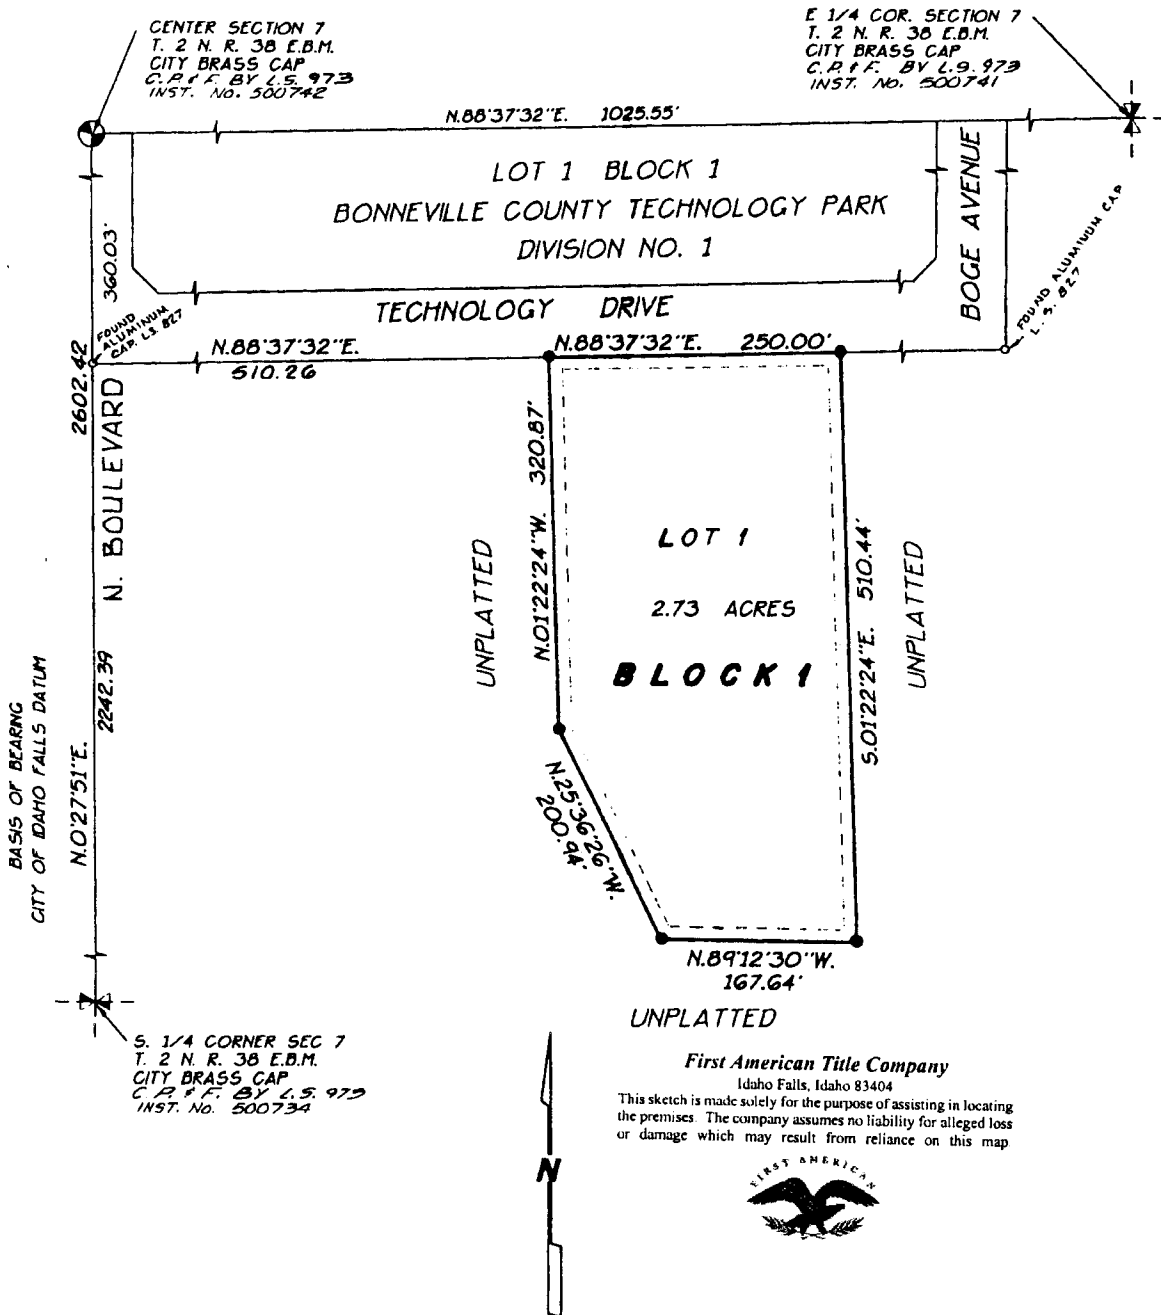 CENTER SECTION 7
T. 2 N. R. 38 E.B.M.
CITY BRASS CAP
C.P. & F. BY L.S. 973
INST. No. 500742
E 1/4 COR. SECTION 7
T. 2 N. R. 38 E.B.M.
CITY BRASS CAP
C.P. & F. BY L.S. 973
INST. No. 500741
N.88°37'32"E. 1025.55'
LOT 1 BLOCK 1
BONNEVILLE COUNTY TECHNOLOGY PARK
DIVISION NO. 1
BOGE AVENUE
FOUND ALUMINUM CAP
L.S. 827
360.03'
FOUND
ALUMINUM
CAP. L.S. 827
TECHNOLOGY DRIVE
N.88°37'32"E.
510.26
N.88°37'32"E. 250.00'
2602.42
N. BOULEVARD
2242.39
N.0°27'51"E.
BASIS OF BEARING
CITY OF IDAHO FALLS DATUM
UNPLATTED
N.01°22'24"W. 320.87'
LOT 1
2.73 ACRES
BLOCK 1
S.01°22'24"E. 510.44'
UNPLATTED
N.25°36'26"W.
200.94'
N.89°12'30"W.
167.64'
UNPLATTED
S. 1/4 CORNER SEC 7
T. 2 N. R. 38 E.B.M.
CITY BRASS CAP
C.P. & F. BY L.S. 973
INST. No. 500734
N
First American Title Company
Idaho Falls, Idaho 83404
This sketch is made solely for the purpose of assisting in locating
the premises. The company assumes no liability for alleged loss
or damage which may result from reliance on this map.
FIRST AMERICAN